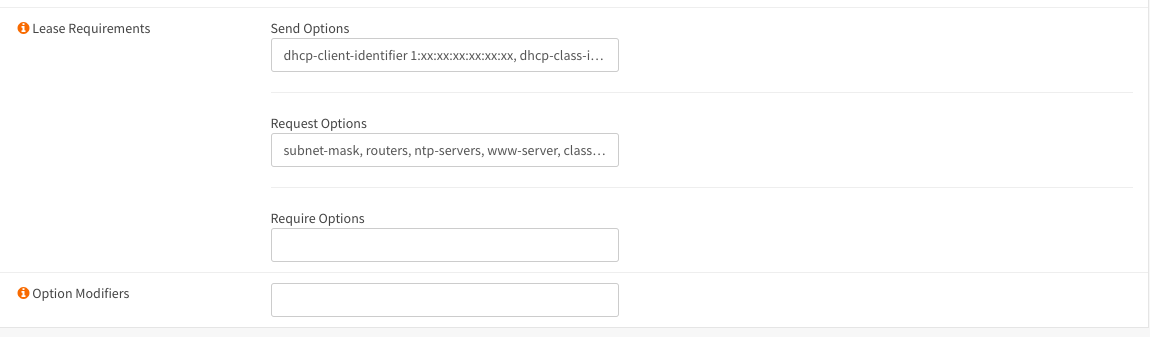 Lease Requirements
Send Options
dhcp-client-identifier 1:xx:xx:xx:xx:xx:xx, dhcp-class-i...
Request Options
subnet-mask, routers, ntp-servers, www-server, class...
Require Options
Option Modifiers